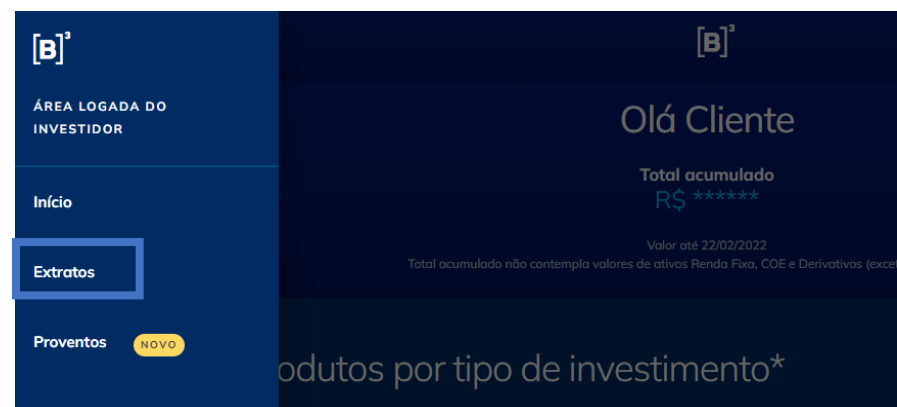 [B]³
ÁREA LOGADA DO
INVESTIDOR
Início
Extratos
Proventos NOVO
[B]³
Olá Cliente
Total acumulado
R$ ******
Valor até 22/02/2022
Total acumulado não contempla valores de ativos Renda Fixa, COE e Derivativos (excet
odutos por tipo de investimento*